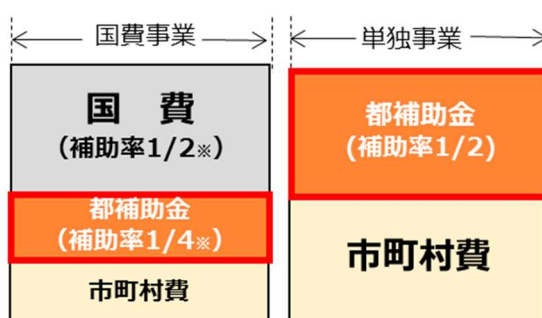 国費事業
単独事業
国 費
(補助率1/2※)
都補助金
(補助率1/4※)
市町村費
都補助金
(補助率1/2)
市町村費